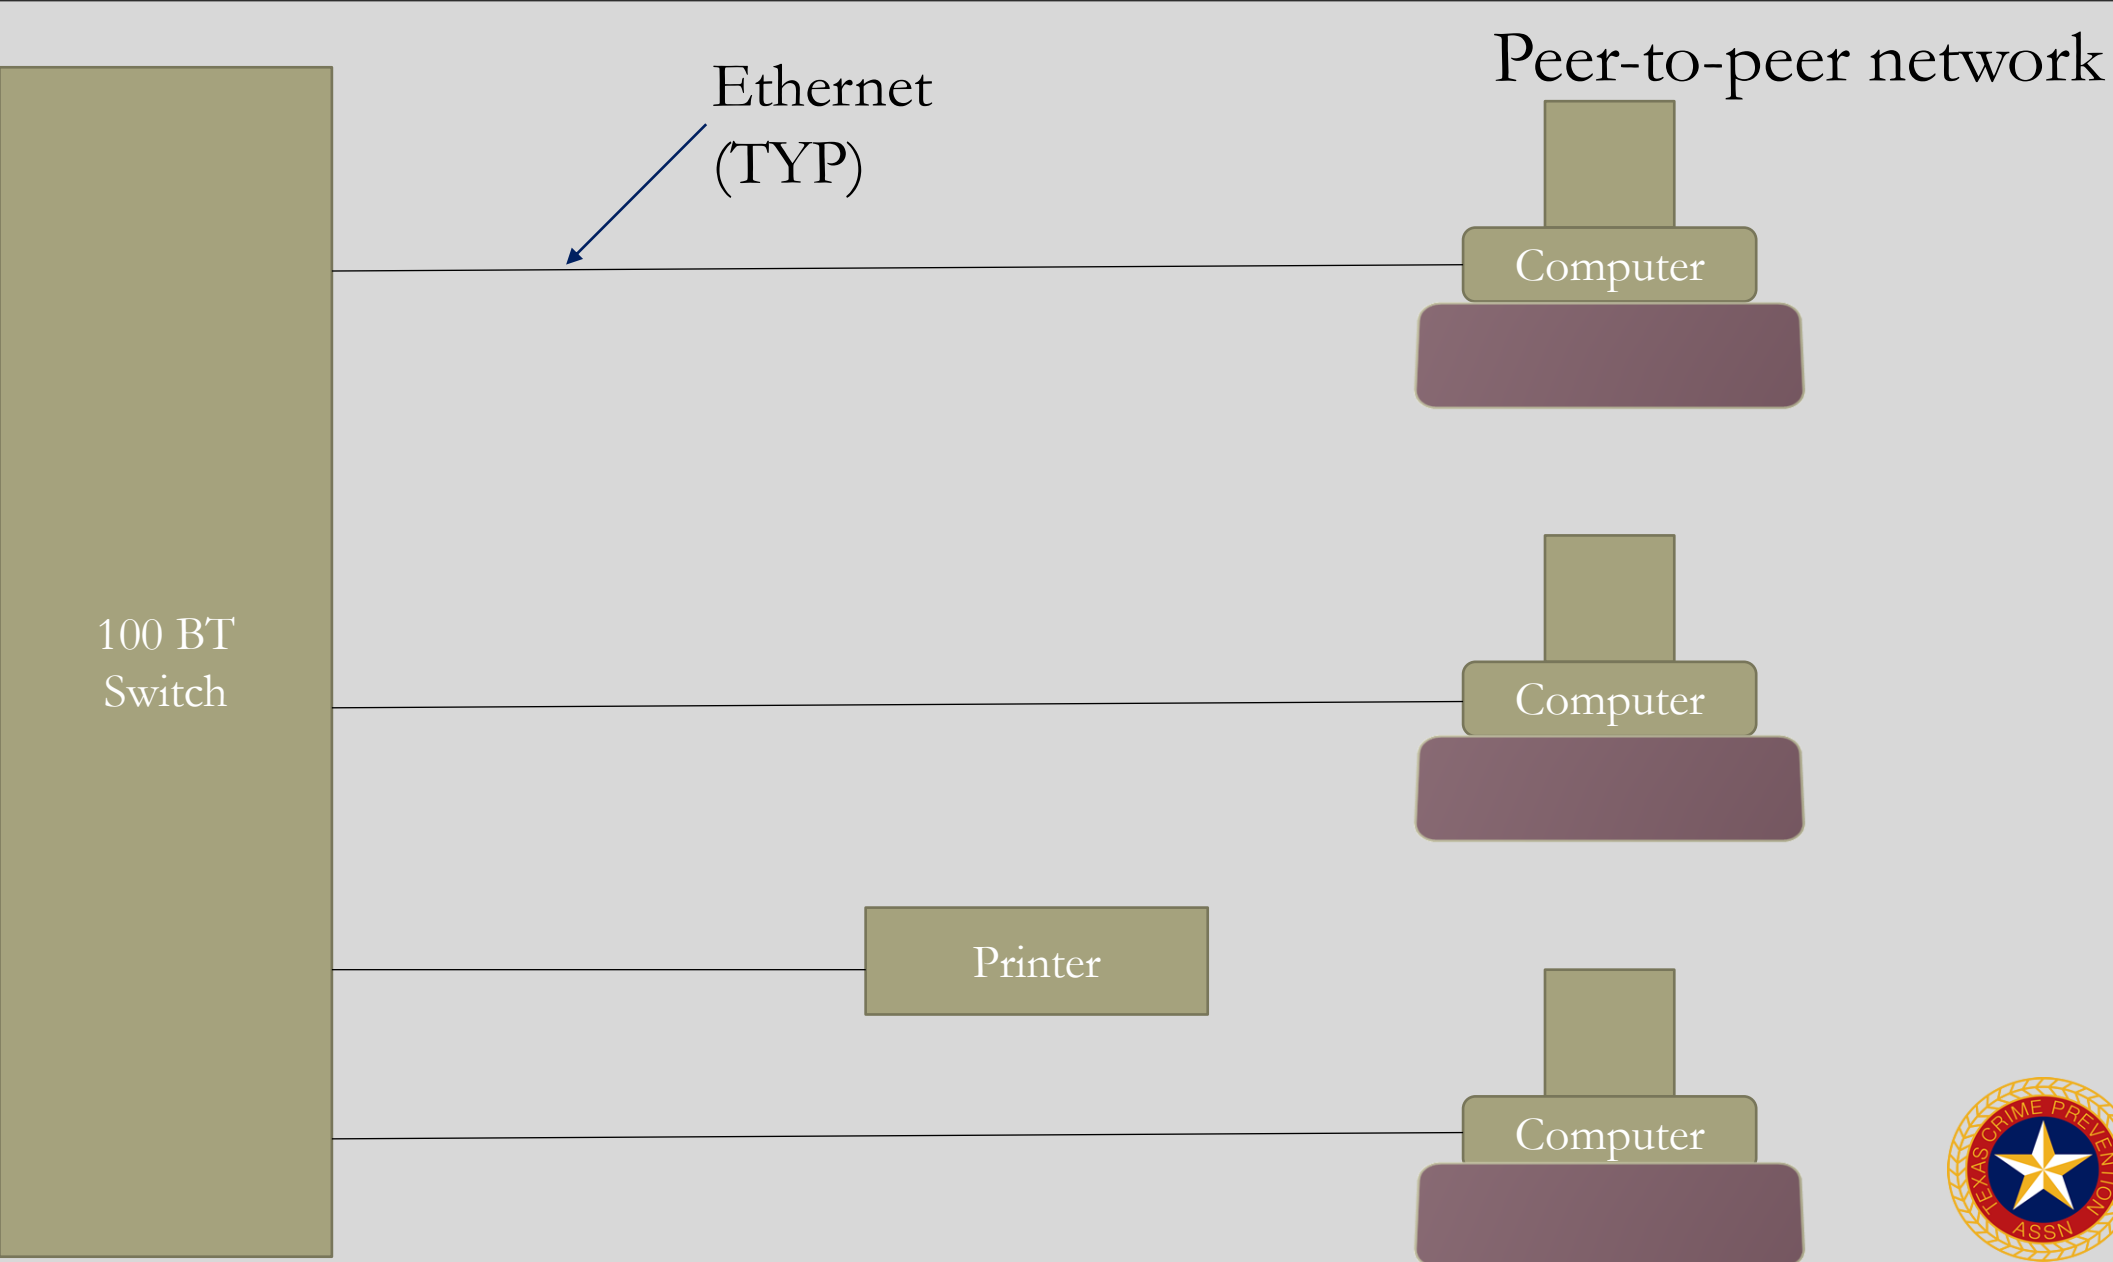 Peer-to-peer network
Ethernet
(TYP)
Computer
100 BT
Switch
Computer
Printer
Computer
TEXAS CRIME PREVENTION
ASSN